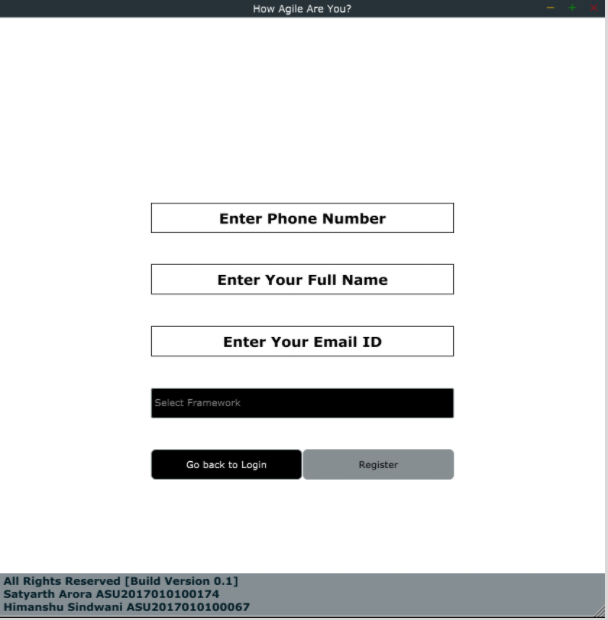 How Agile Are You?
Enter Phone Number
Enter Your Full Name
Enter Your Email ID
Select Framework
Go back to Login
Register
All Rights Reserved [Build Version 0.1]
Satyarth Arora ASU2017010100174
Himanshu Sindwani ASU2017010100067